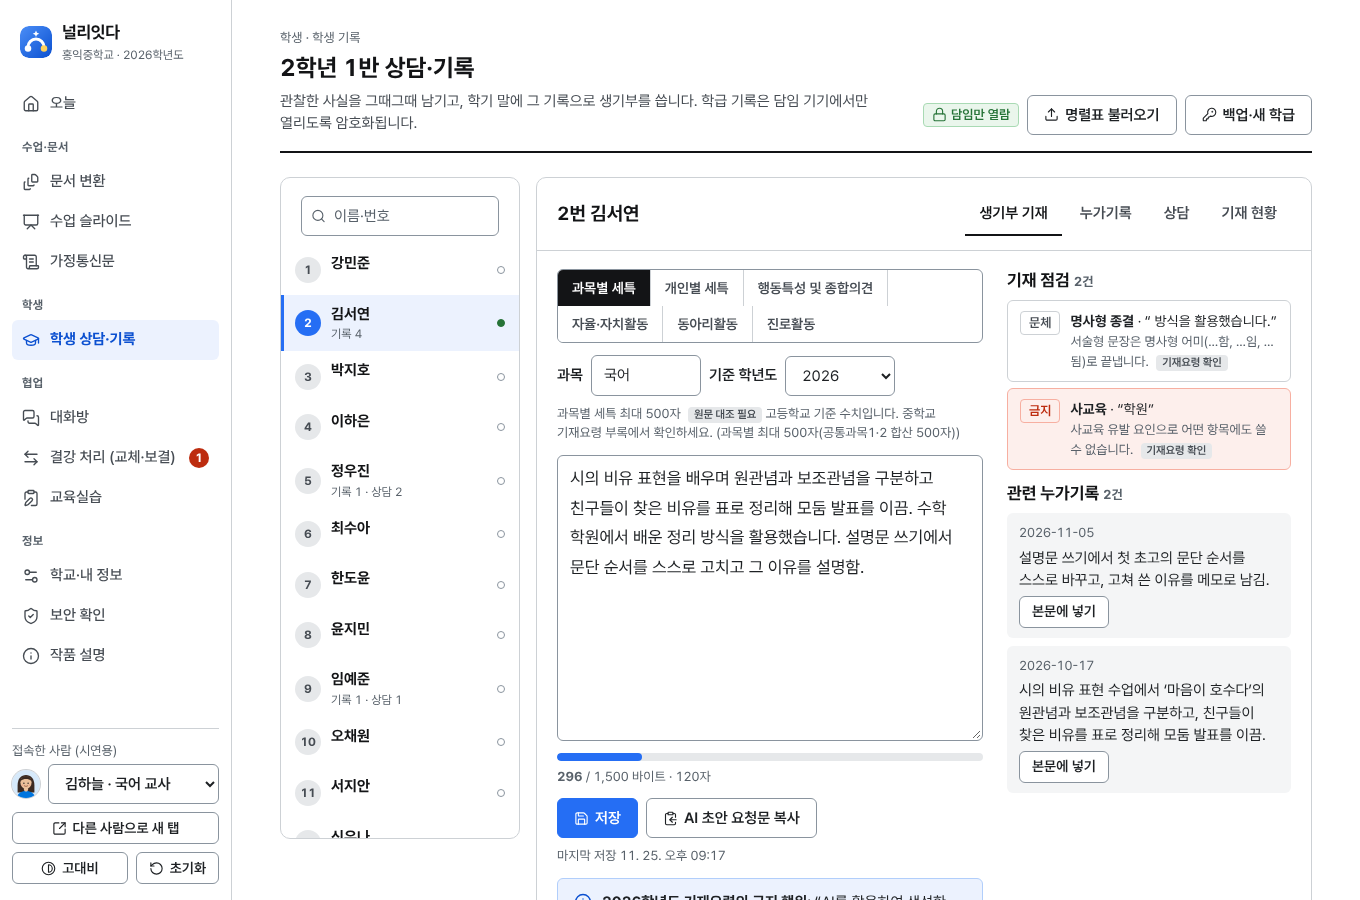 널리잇다
홍익중학교 · 2026학년도
오늘
수업·문서
문서 변환
수업 슬라이드
가정통신문
학생
학생 상담·기록
협업
대화방
결강 처리 (교체·보결)
1
교육실습
정보
학교·내 정보
보안 확인
작품 설명
접속한 사람 (시연용)
김하늘 · 국어 교사
다른 사람으로 새 탭
고대비
초기화
학생 · 학생 기록
2학년 1반 상담·기록
관찰한 사실을 그때그때 남기고, 학기 말에 그 기록으로 생기부를 씁니다. 학급 기록은 담임 기기에서만
열리도록 암호화됩니다.
담임만 열람
명렬표 불러오기
백업·새 학급
이름·번호
1
강민준
2
김서연
기록 4
3
박지호
4
이하은
5
정우진
기록 1 · 상담 2
6
최수아
7
한도윤
8
윤지민
9
임예준
기록 1 · 상담 1
10
오채원
11
서지안
2번 김서연
생기부 기재
누가기록
상담
기재 현황
과목별 세특
개인별 세특
행동특성 및 종합의견
자율·자치활동
동아리활동
진로활동
과목
국어
기준 학년도
2026
과목별 세특 최대 500자 원문 대조 필요 고등학교 기준 수치입니다. 중학교
기재요령 부록에서 확인하세요. (과목별 최대 500자(공통과목1·2 합산 500자))
시의 비유 표현을 배우며 원관념과 보조관념을 구분하고
친구들이 찾은 비유를 표로 정리해 모둠 발표를 이끔. 수학
학원에서 배운 정리 방식을 활용했습니다. 설명문 쓰기에서
문단 순서를 스스로 고치고 그 이유를 설명함.
296 / 1,500 바이트 · 120자
저장
AI 초안 요청문 복사
마지막 저장 11. 25. 오후 09:17
기재 점검 2건
문체
명사형 종결 · “ 방식을 활용했습니다.”
서술형 문장은 명사형 어미(…함, …임, …
됨)로 끝냅니다. 기재요령 확인
금지
사교육 · “학원”
사교육 유발 요인으로 어떤 항목에도 쓸
수 없습니다. 기재요령 확인
관련 누가기록 2건
2026-11-05
설명문 쓰기에서 첫 초고의 문단 순서를
스스로 바꾸고, 고쳐 쓴 이유를 메모로 남김.
본문에 넣기
2026-10-17
시의 비유 표현 수업에서 ‘마음이 호수다’의
원관념과 보조관념을 구분하고, 친구들이
찾은 비유를 표로 정리해 모둠 발표를 이끔.
본문에 넣기